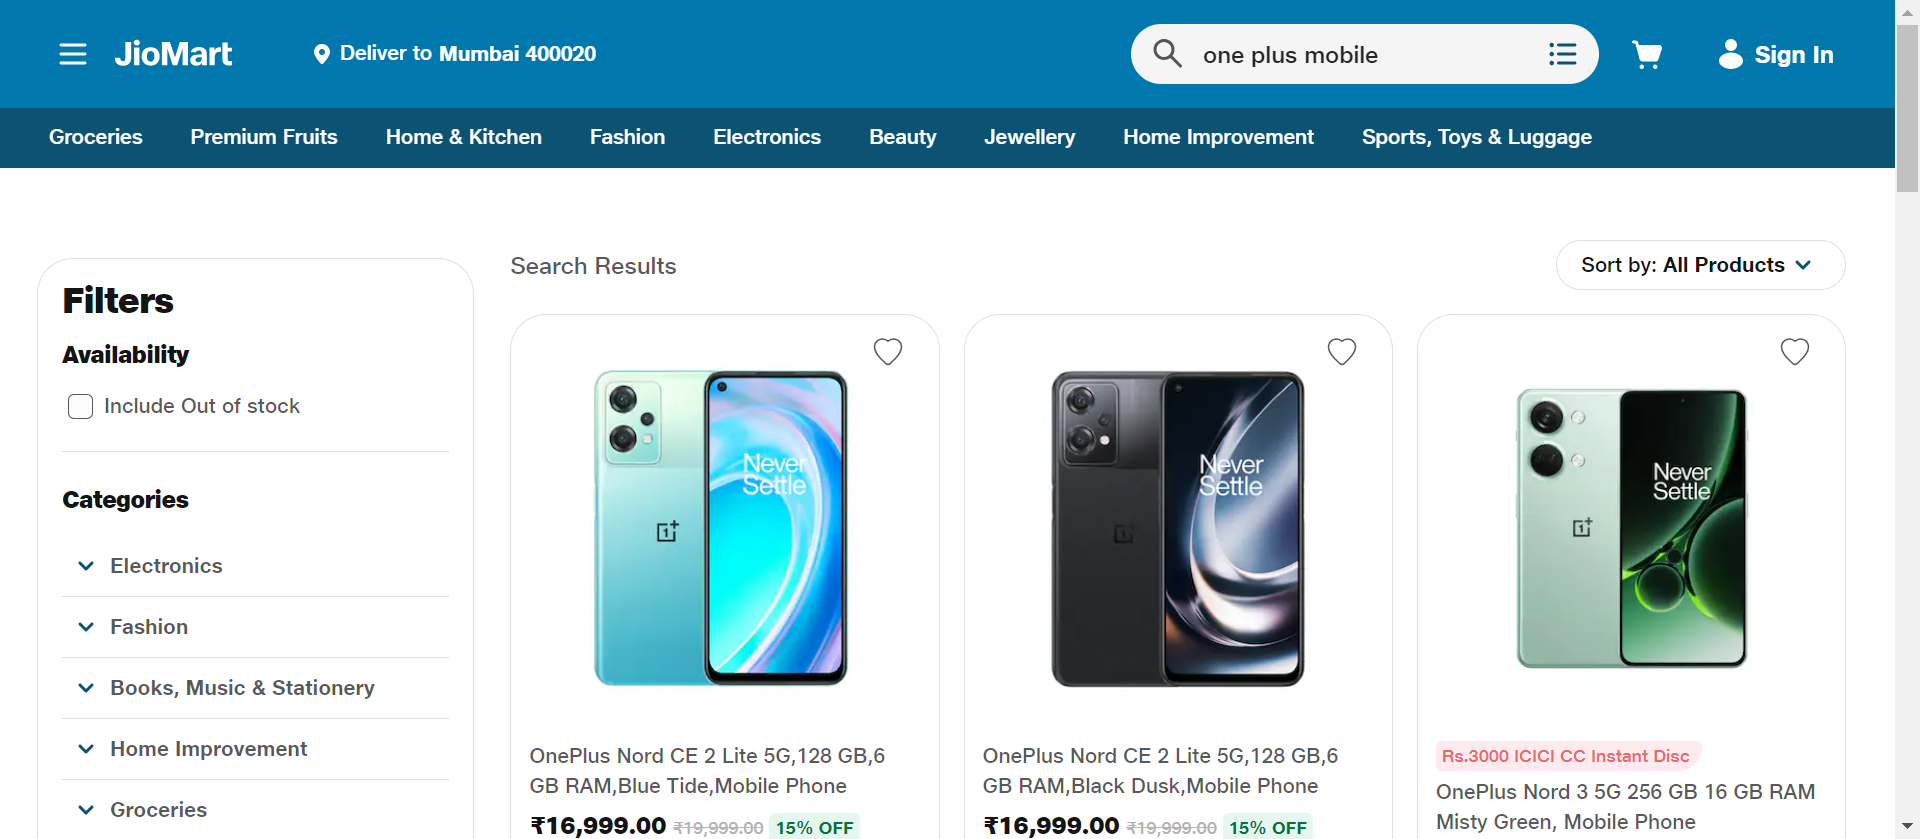 JioMart
Deliver to Mumbai 400020
one plus mobile
Sign In
Groceries
Premium Fruits
Home & Kitchen
Fashion
Electronics
Beauty
Jewellery
Home Improvement
Sports, Toys & Luggage
Filters
Availability
Include Out of stock
Categories
Electronics
Fashion
Books, Music & Stationery
Home Improvement
Groceries
Search Results
Sort by: All Products
Never
Settle
OnePlus Nord CE 2 Lite 5G,128 GB,6
GB RAM,Blue Tide,Mobile Phone
₹16,999.00 ₹19,999.00 15% OFF
Never
Settle
OnePlus Nord CE 2 Lite 5G,128 GB,6
GB RAM,Black Dusk,Mobile Phone
₹16,999.00 ₹19,999.00 15% OFF
Never
Settle
Rs.3000 ICICI CC Instant Disc
OnePlus Nord 3 5G 256 GB 16 GB RAM
Misty Green, Mobile Phone